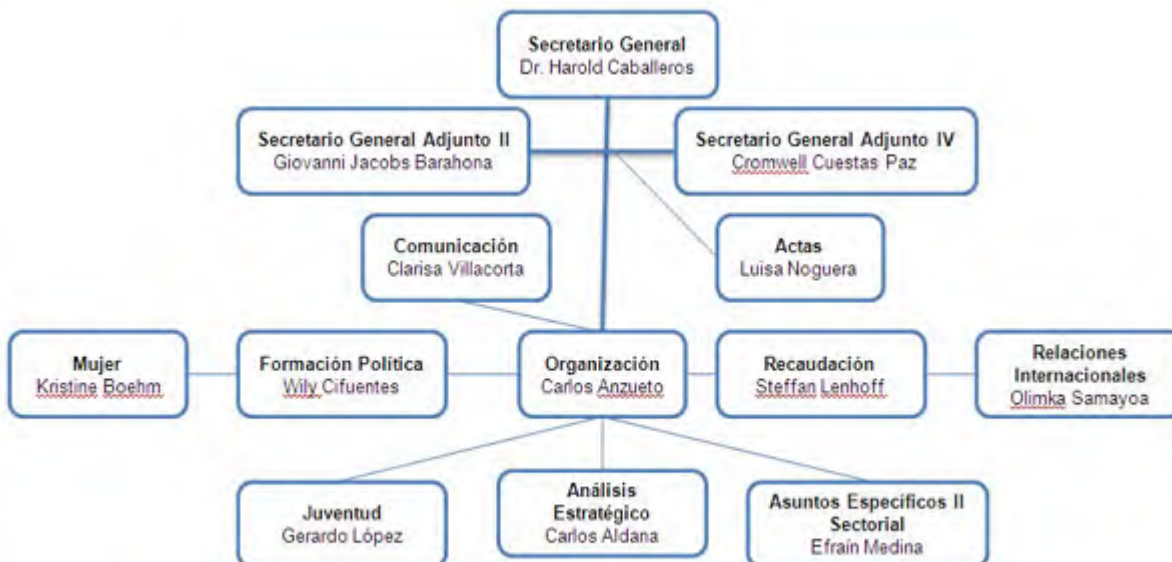 Secretario General
Dr. Harold Caballeros
Secretario General Adjunto II
Giovanni Jacobs Barahona
Secretario General Adjunto IV
Cromwell Cuestas Paz
Comunicación
Clarisa Villacorta
Actas
Luisa Noguera
Mujer
Kristine Boehm
Formación Política
Wily Cifuentes
Organización
Carlos Anzueto
Recaudación
Steffan Lenhoff
Relaciones
Internacionales
Olimka Samayoa
Juventud
Gerardo López
Análisis
Estratégico
Carlos Aldana
Asuntos Específicos II
Sectorial
Efraín Medina